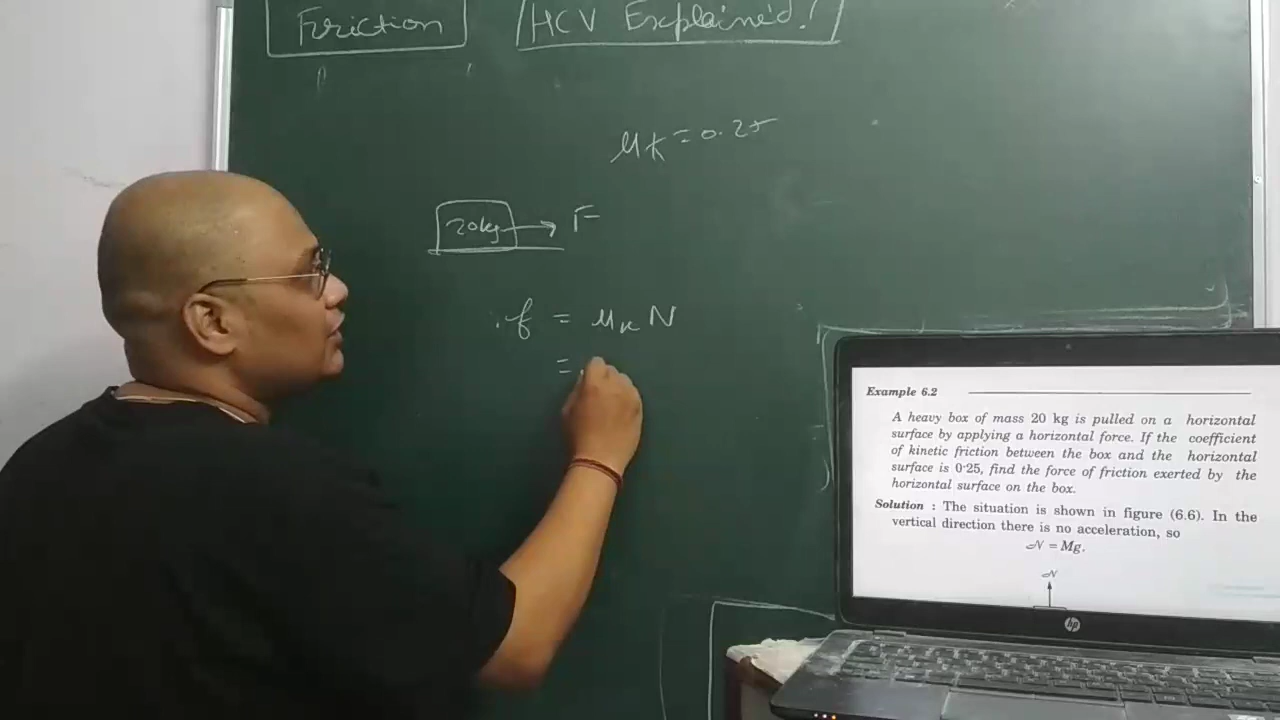 Friction
HCV Explained!
μk = 0.25
20kg → F
f = μk N
=
Example 6.2
A heavy box of mass 20 kg is pulled on a horizontal
surface by applying a horizontal force. If the coefficient
of kinetic friction between the box and the horizontal
surface is 0·25, find the force of friction exerted by the
horizontal surface on the box.
Solution : The situation is shown in figure (6.6). In the
vertical direction there is no acceleration, so
𝒩 = Mg.
𝒩
hp